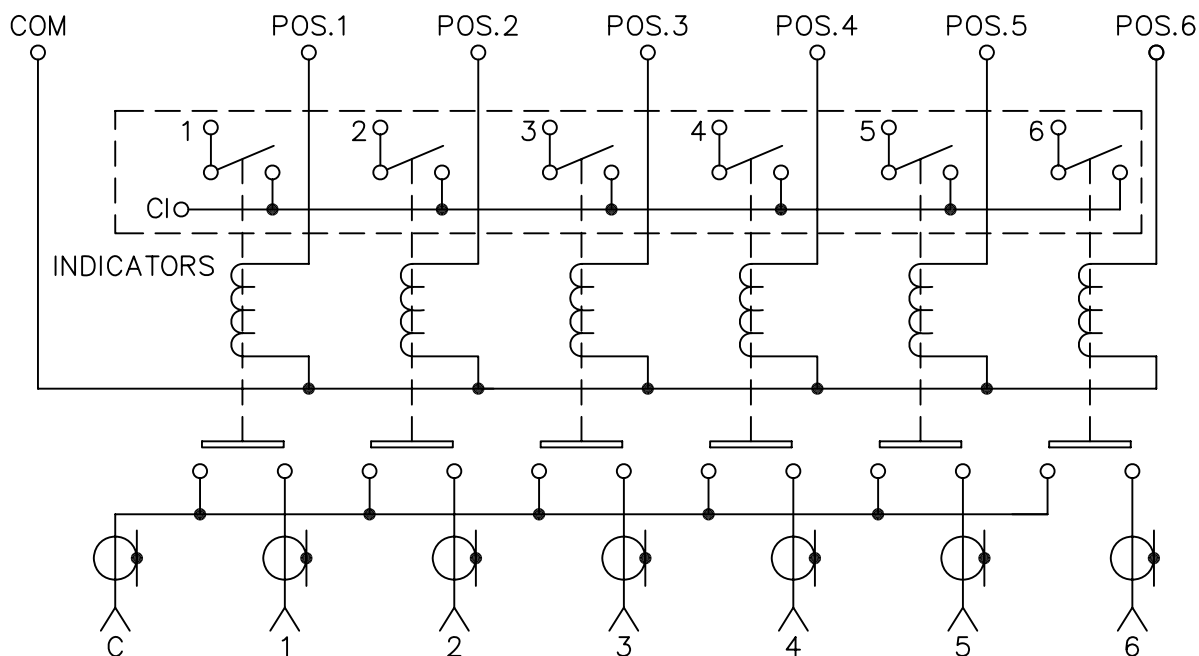 COM POS.1 POS.2 POS.3 POS.4 POS.5 POS.6
1 2 3 4 5 6
CI
INDICATORS
C 1 2 3 4 5 6